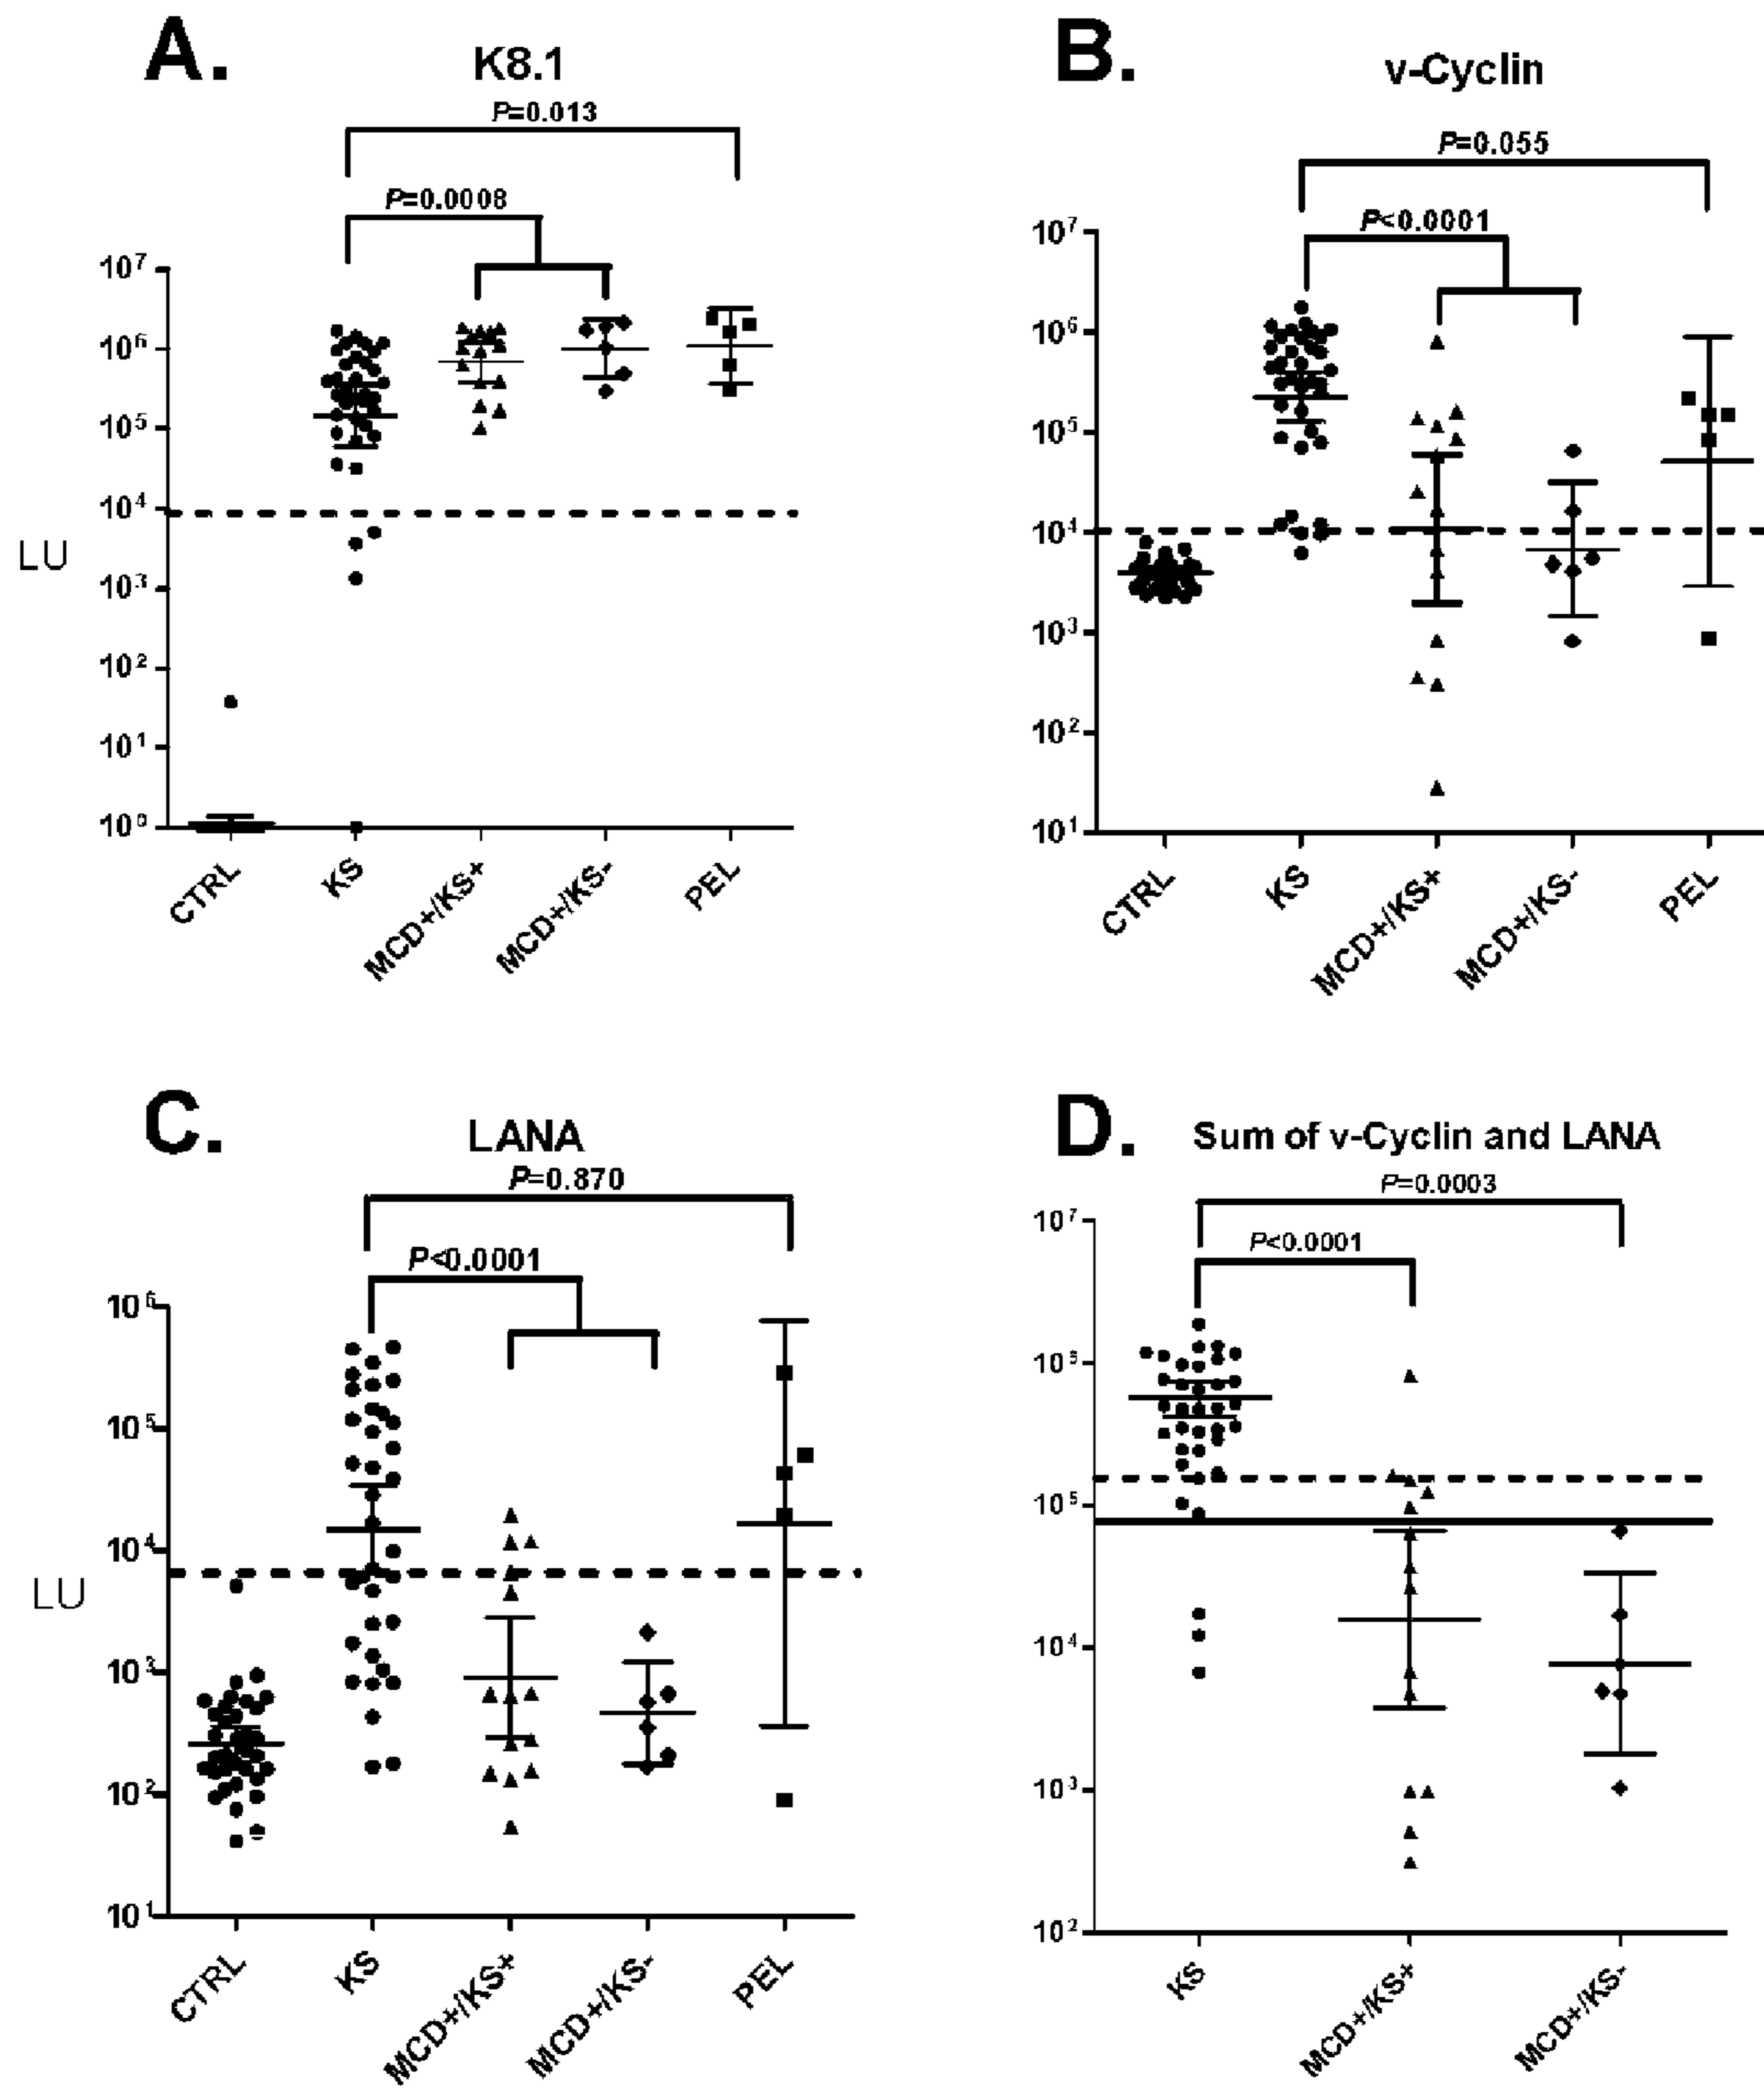 A.
K8.1
P=0.013
P=0.0008
10⁷
10⁶
10⁵
10⁴
10³
10²
10¹
10⁰
LU
CTRL
KS
MCD+/KS+
MCD+/KS-
PEL
B.
v-Cyclin
P=0.055
P<0.0001
10⁷
10⁶
10⁵
10⁴
10³
10²
10¹
CTRL
KS
MCD+/KS+
MCD+/KS-
PEL
C.
LANA
P=0.870
P<0.0001
10⁶
10⁵
10⁴
10³
10²
10¹
LU
CTRL
KS
MCD+/KS+
MCD+/KS-
PEL
D.
Sum of v-Cyclin and LANA
P=0.0003
P<0.0001
10⁷
10⁶
10⁵
10⁴
10³
10²
KS
MCD+/KS+
MCD+/KS-